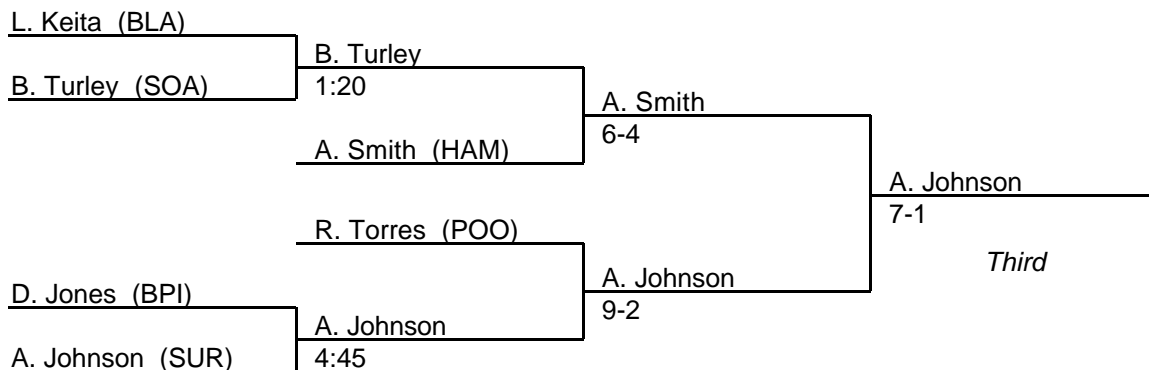 L. Keita (BLA)
B. Turley
B. Turley (SOA)
1:20
A. Smith
6-4
A. Smith (HAM)
A. Johnson
7-1
R. Torres (POO)
Third
A. Johnson
D. Jones (BPI)
9-2
A. Johnson
A. Johnson (SUR)
4:45